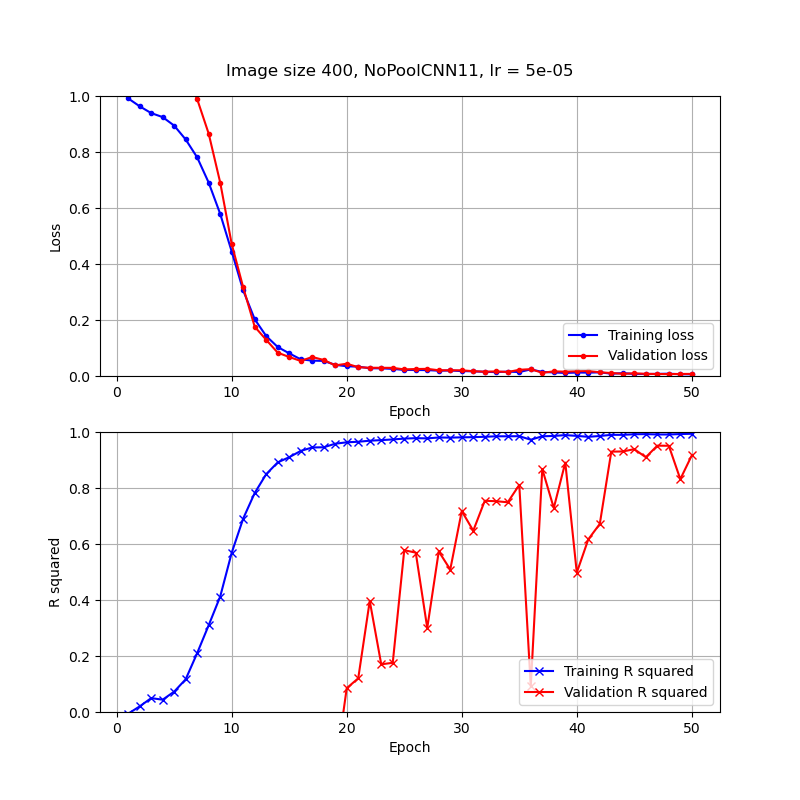 Image size 400, NoPoolCNN11, lr = 5e-05
1.0
0.8
0.6
0.4
0.2
0.0
Loss
Training loss
Validation loss
0 10 20 30 40 50
Epoch
1.0
0.8
0.6
0.4
0.2
0.0
R squared
Training R squared
Validation R squared
0 10 20 30 40 50
Epoch